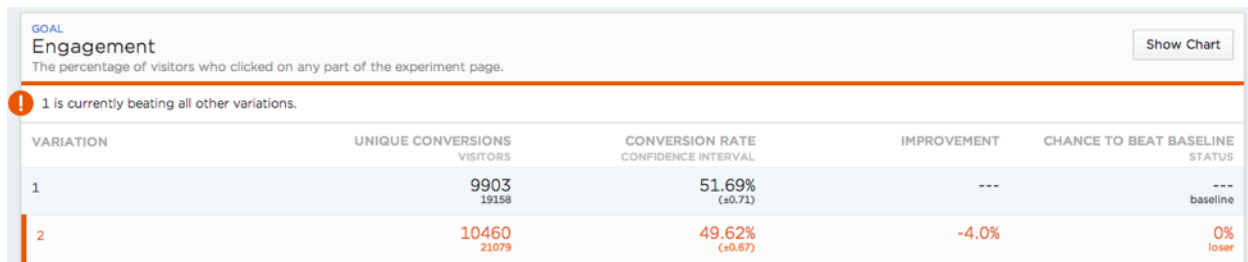 GOAL
Engagement
Show Chart
The percentage of visitors who clicked on any part of the experiment page.
! 1 is currently beating all other variations.
VARIATION UNIQUE CONVERSIONS CONVERSION RATE IMPROVEMENT CHANCE TO BEAT BASELINE
VISITORS CONFIDENCE INTERVAL STATUS
1 9903 51.69% --- ---
19158 (±0.71) baseline
2 10460 49.62% -4.0% 0%
21079 (±0.67) loser